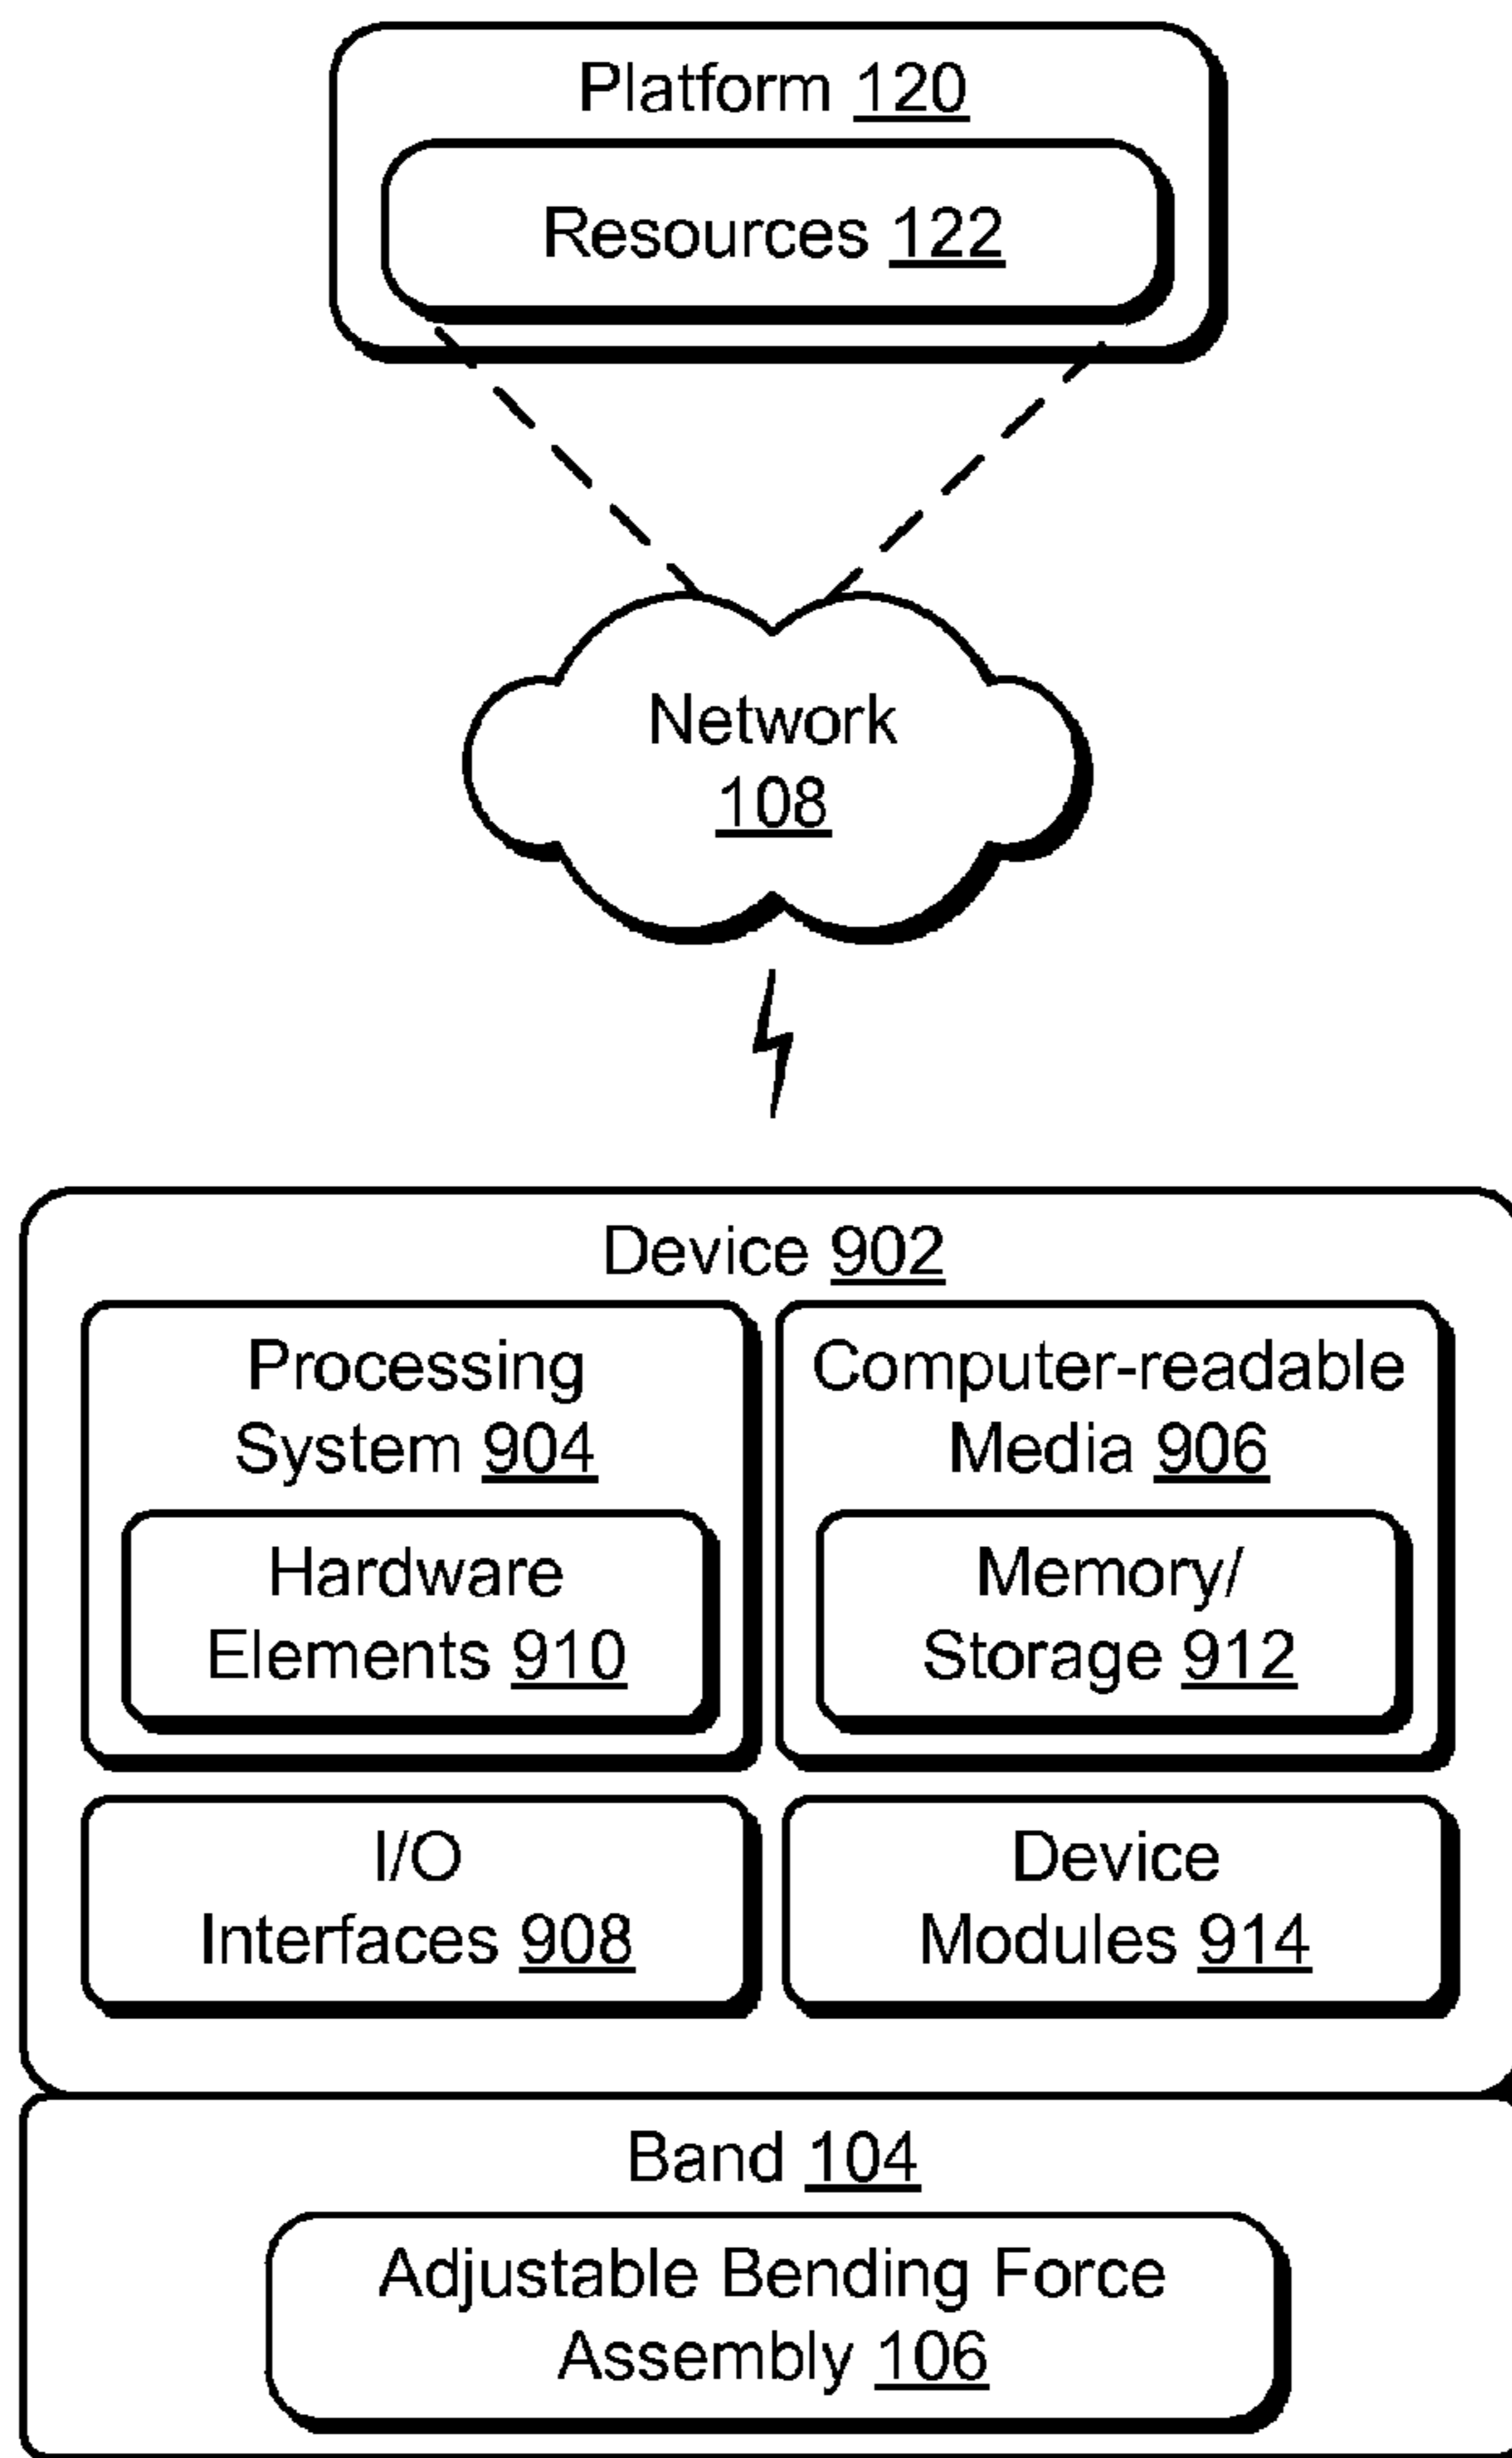 Platform 120
Resources 122
Network
108
Device 902
Processing
System 904
Hardware
Elements 910
Computer-readable
Media 906
Memory/
Storage 912
I/O
Interfaces 908
Device
Modules 914
Band 104
Adjustable Bending Force
Assembly 106